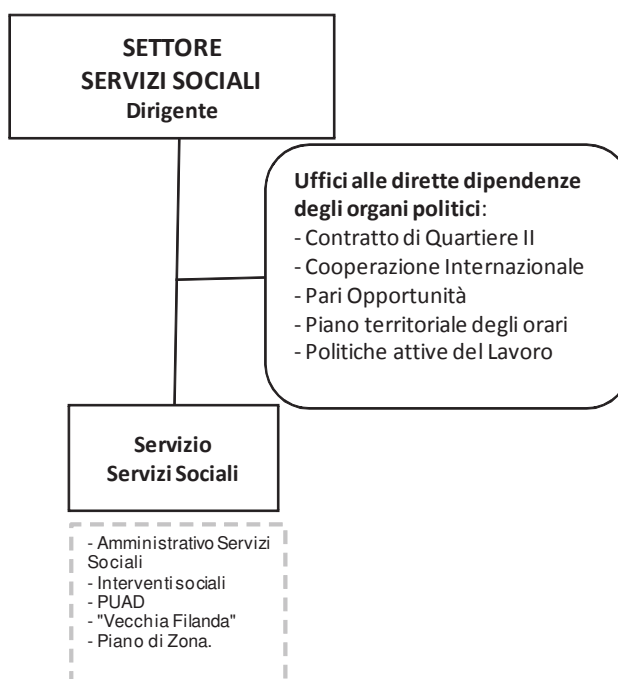 SETTORE
SERVIZI SOCIALI
Dirigente
Uffici alle dirette dipendenze
degli organi politici:
- Contratto di Quartiere II
- Cooperazione Internazionale
- Pari Opportunità
- Piano territoriale degli orari
- Politiche attive del Lavoro
Servizio
Servizi Sociali
- Amministrativo Servizi
Sociali
- Interventi sociali
- PUAD
- "Vecchia Filanda"
- Piano di Zona.